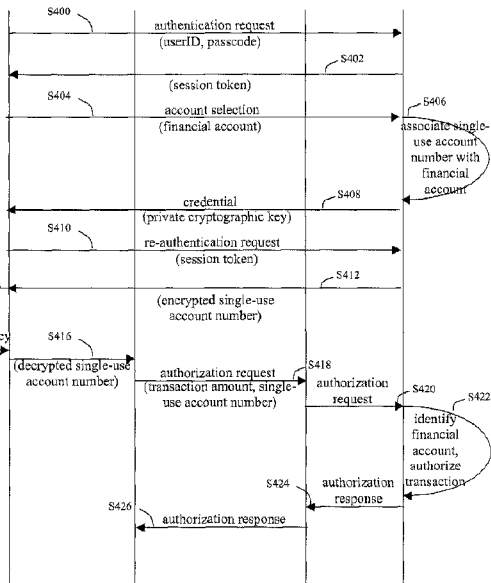 S400
authentication request
(userID, passcode)
S402
(session token)
S404
account selection
(financial account)
S406
associate single-
use account
number with
financial
account
credential
S408
(private cryptographic key)
S410
re-authentication request
(session token)
S412
(encrypted single-use
account number)
S416
(decrypted single-use
account number)
authorization request
S418
(transaction amount, single-
use account number)
authorization
request
S420
S422
identify
financial
account,
authorize
transaction
S424
authorization
response
S426
authorization response